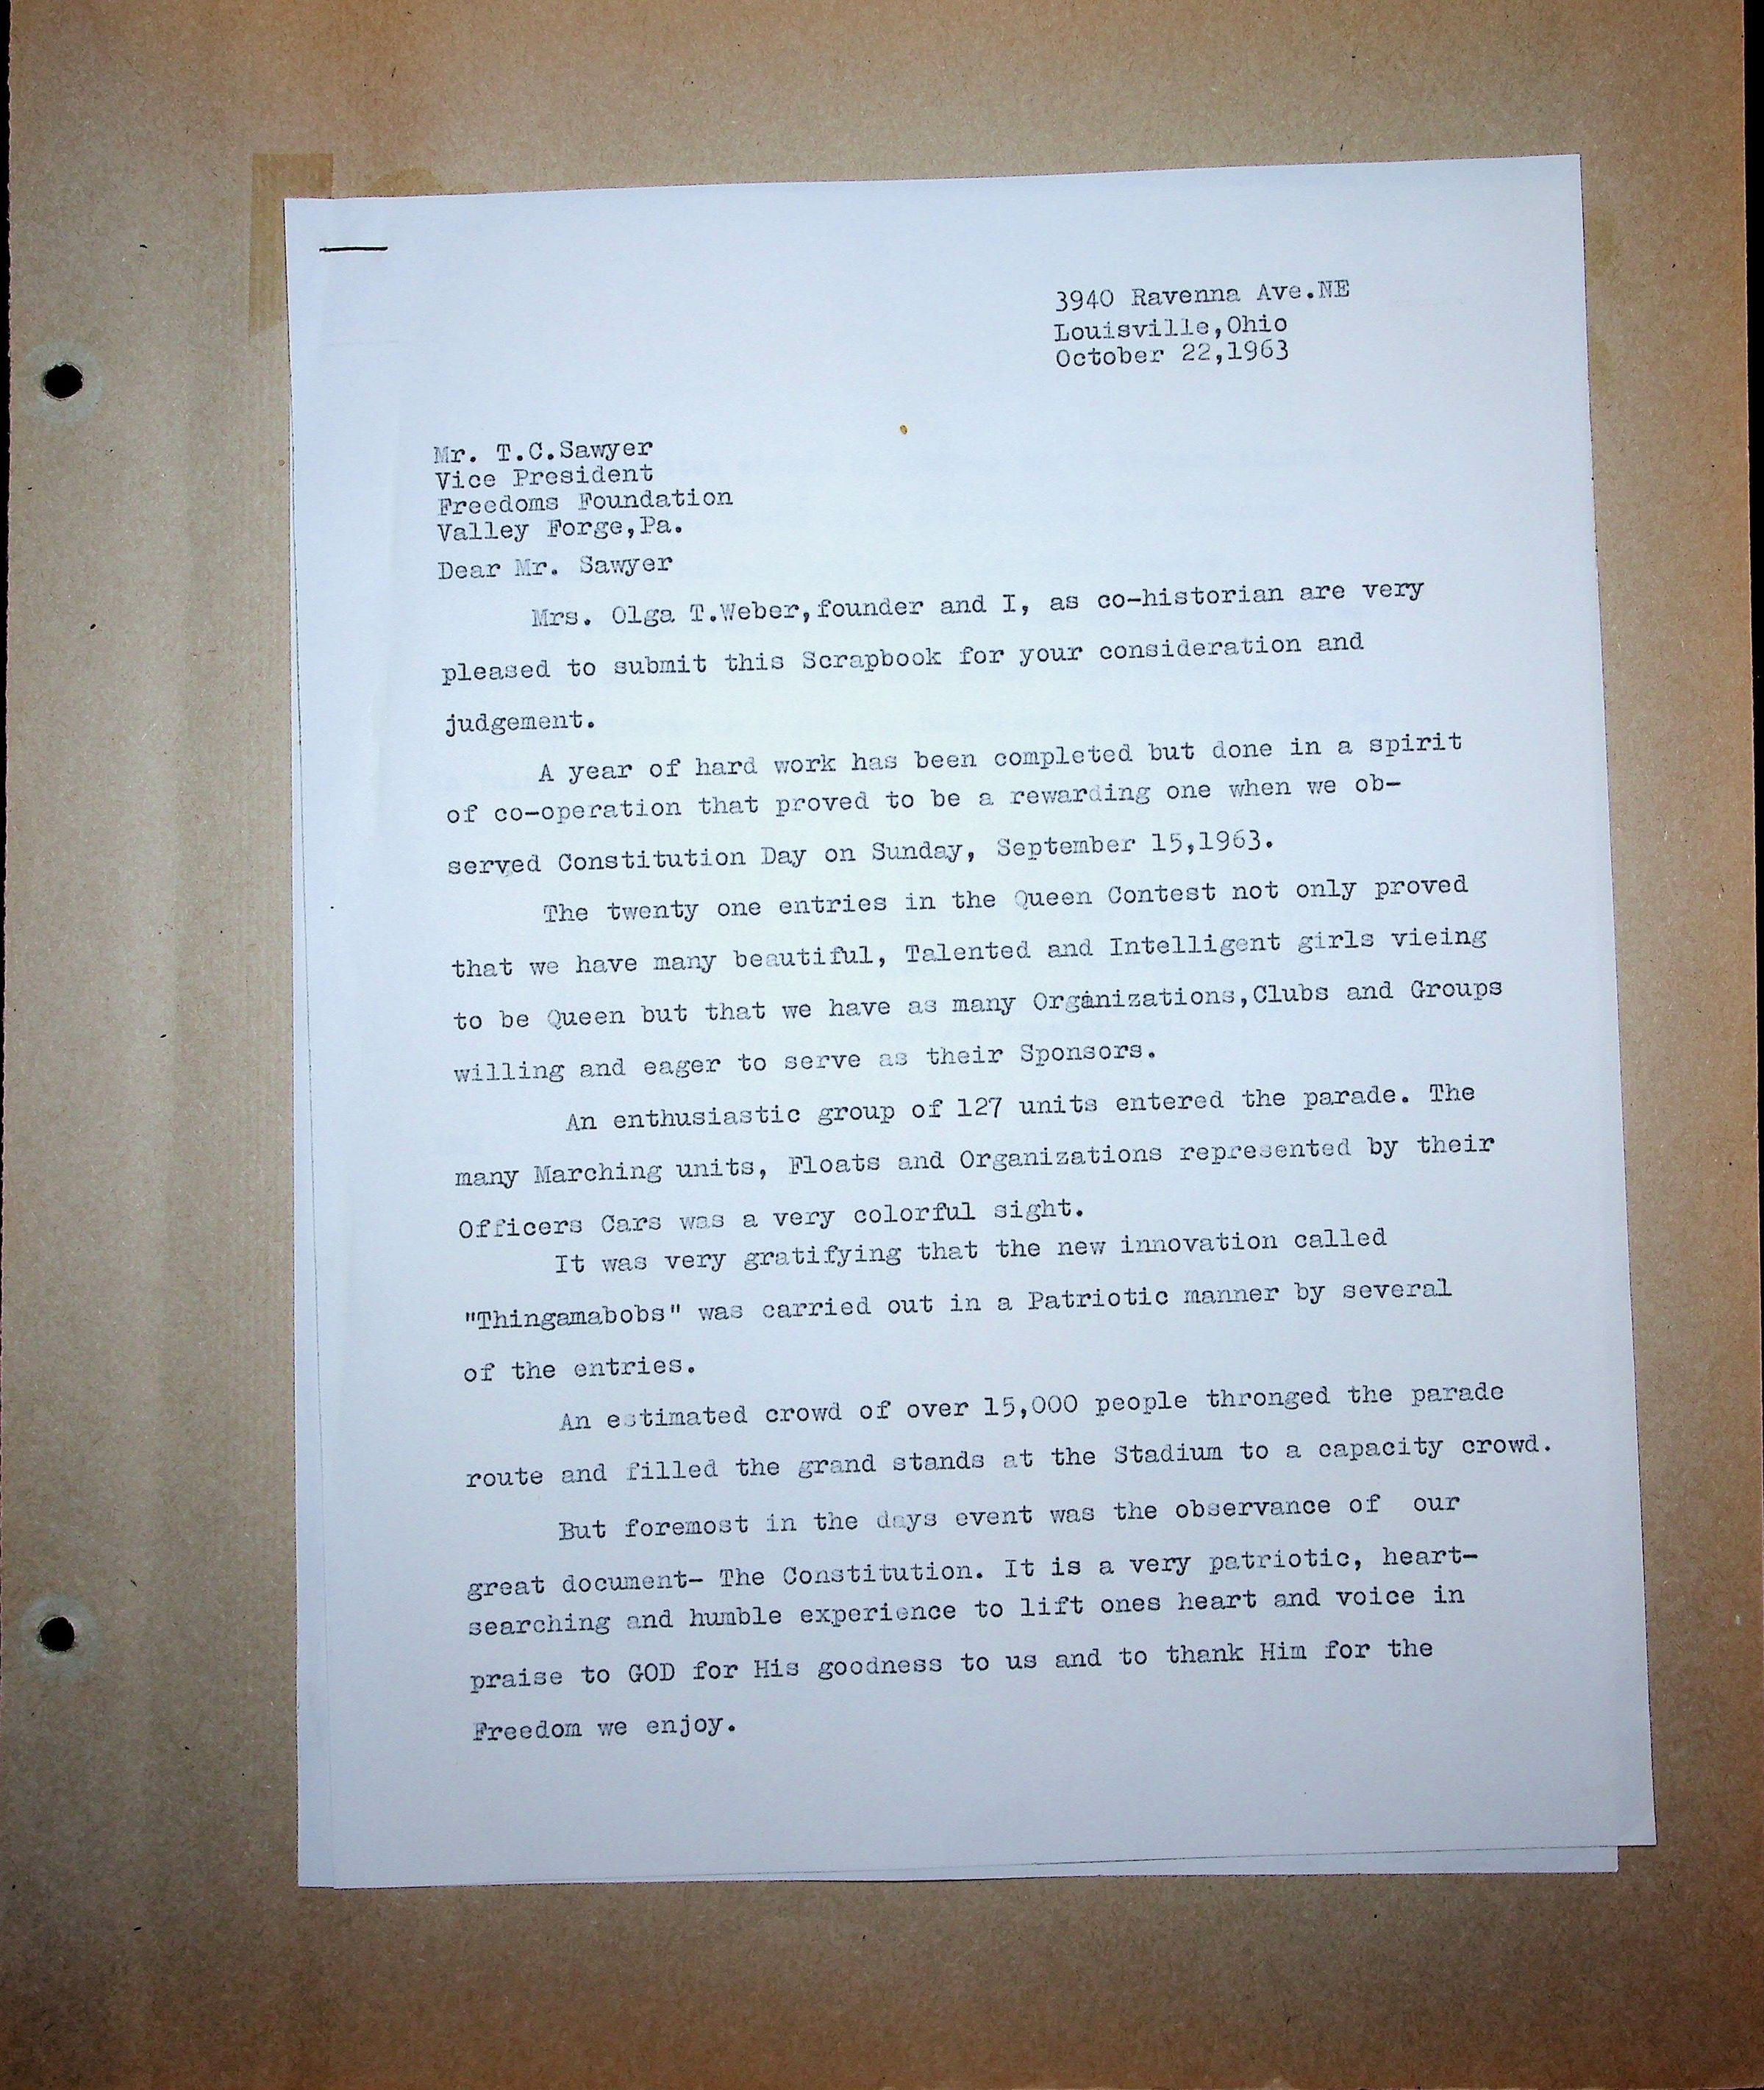 3940 Ravenna Ave.NE
Louisville,Ohio
October 22,1963
Mr. T.C.Sawyer
Vice President
Freedoms Foundation
Valley Forge,Pa.
Dear Mr. Sawyer
Mrs. Olga T.Weber,founder and I, as co-historian are very
pleased to submit this Scrapbook for your consideration and
judgement.
A year of hard work has been completed but done in a spirit
of co-operation that proved to be a rewarding one when we ob-
served Constitution Day on Sunday, September 15,1963.
The twenty one entries in the Queen Contest not only proved
that we have many beautiful, Talented and Intelligent girls vieing
to be Queen but that we have as many Organizations,Clubs and Groups
willing and eager to serve as their Sponsors.
An enthusiastic group of 127 units entered the parade. The
many Marching units, Floats and Organizations represented by their
Officers Cars was a very colorful sight.
It was very gratifying that the new innovation called
"Thingamabobs" was carried out in a Patriotic manner by several
of the entries.
An estimated crowd of over 15,000 people thronged the parade
route and filled the grand stands at the Stadium to a capacity crowd.
But foremost in the days event was the observance of our
great document- The Constitution. It is a very patriotic, heart-
searching and humble experience to lift ones heart and voice in
praise to GOD for His goodness to us and to thank Him for the
Freedom we enjoy.